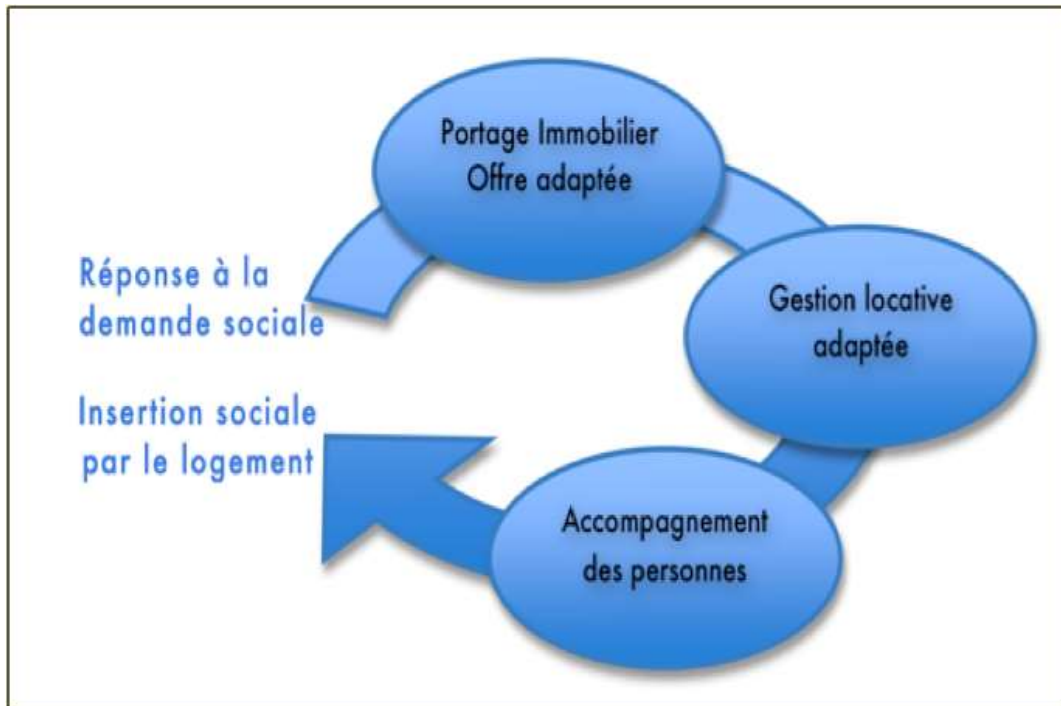 Portage Immobilier
Offre adaptée
Réponse à la
demande sociale
Gestion locative
adaptée
Insertion sociale
par le logement
Accompagnement
des personnes